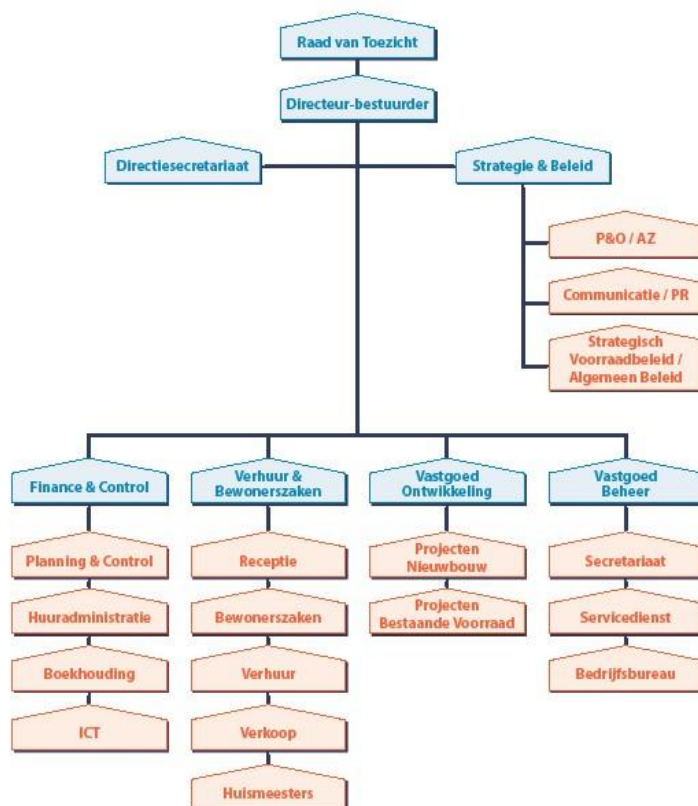 Raad van Toezicht
Directeur-bestuurder
Directiesecretariaat
Strategie & Beleid
P&O / AZ
Communicatie / PR
Strategisch
Voorraadbeleid /
Algemeen Beleid
Finance & Control
Planning & Control
Huuradministratie
Boekhouding
ICT
Verhuur &
Bewonerszaken
Receptie
Bewonerszaken
Verhuur
Verkoop
Huismeesters
Vastgoed
Ontwikkeling
Projecten
Nieuwbouw
Projecten
Bestaande Voorraad
Vastgoed
Beheer
Secretariaat
Servicedienst
Bedrijfsbureau